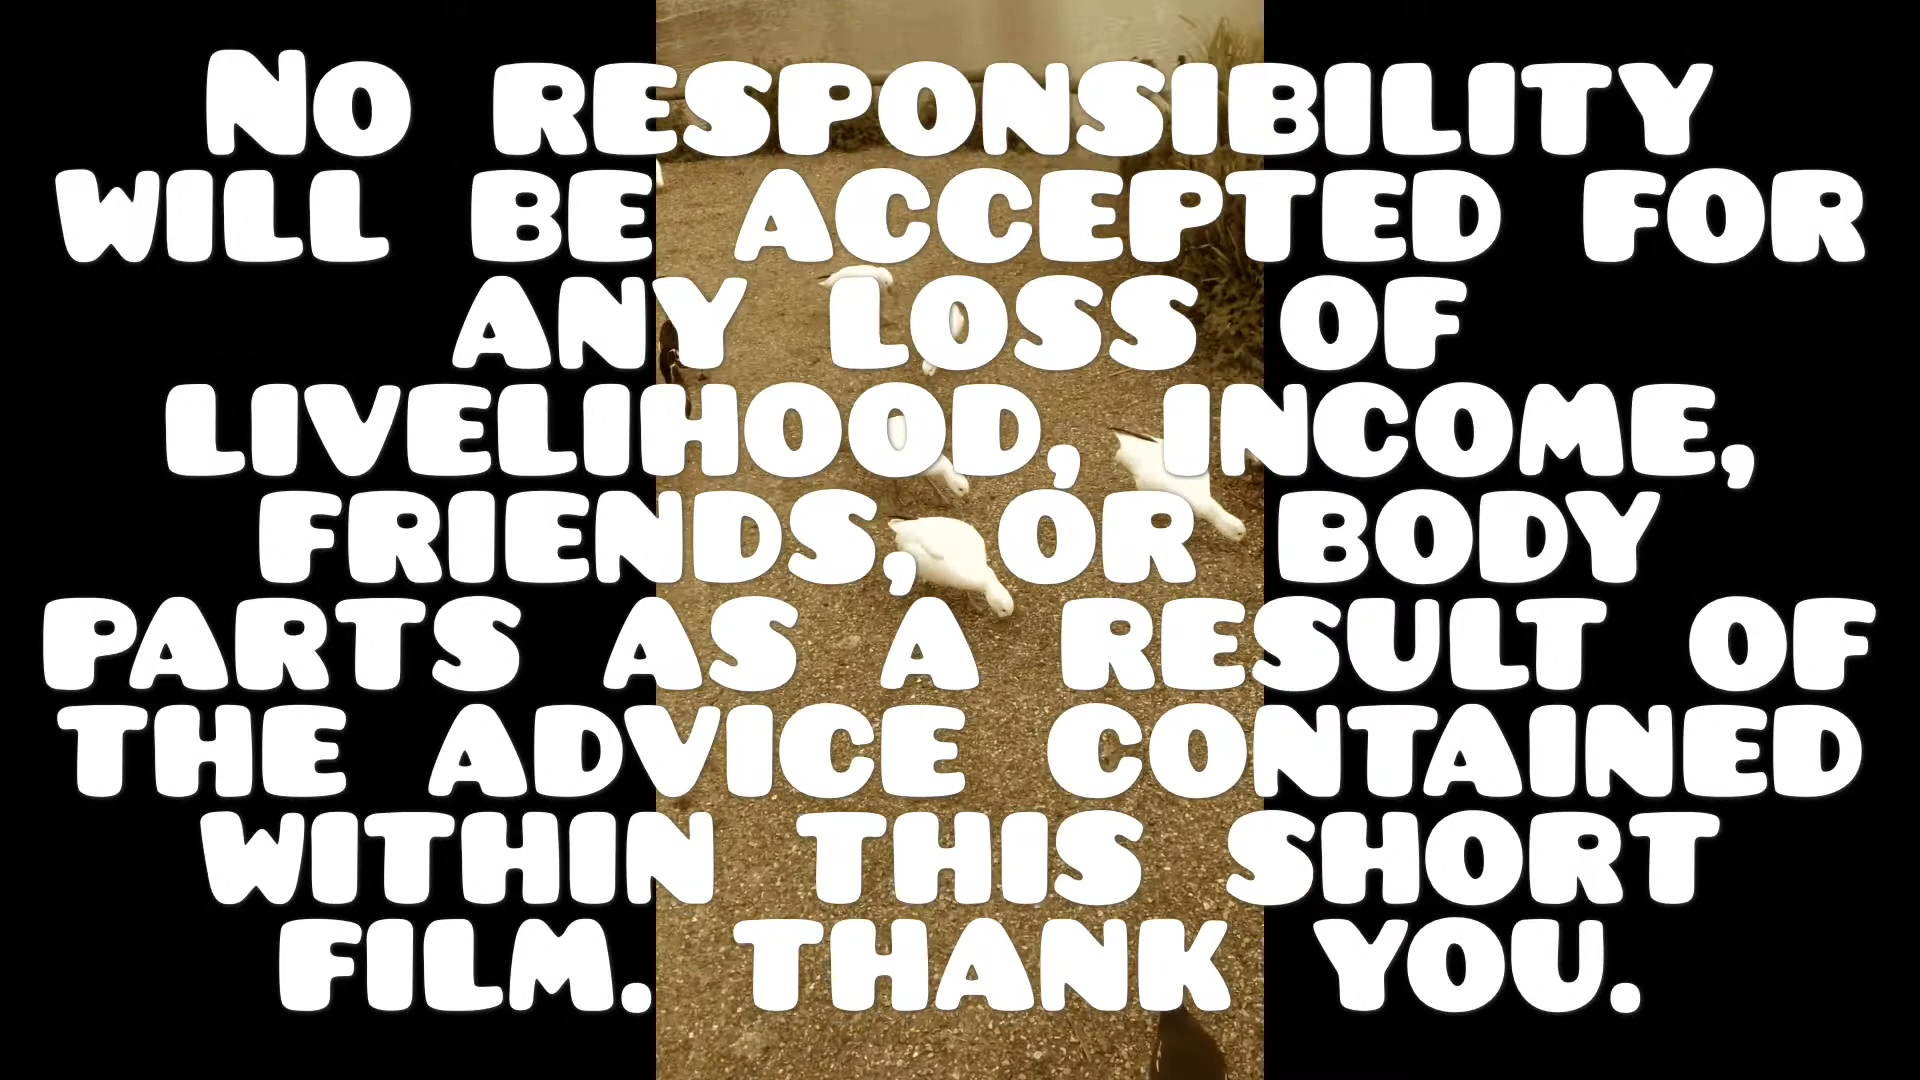 No responsibility
will be accepted for
any loss of
livelihood, income,
friends, or body
parts as a result of
the advice contained
within this short
film. Thank you.